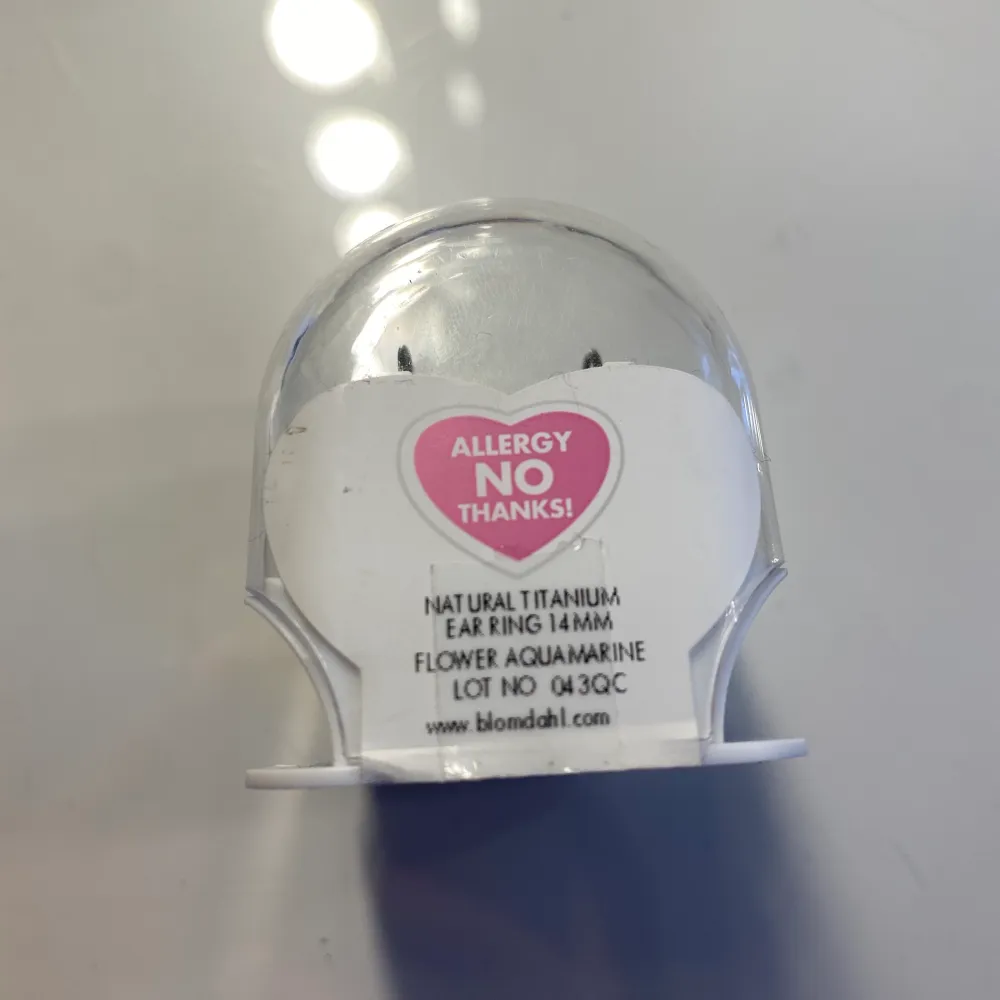 ALLERGY
NO
THANKS!
NATURAL TITANIUM
EAR RING 14MM
FLOWER AQUAMARINE
LOT NO 043QC
www.blomdahl.com